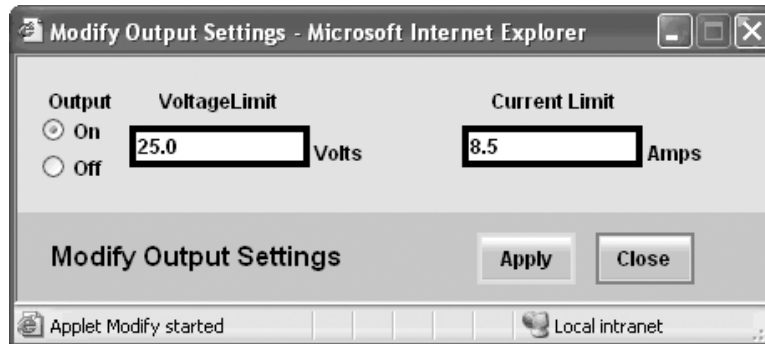 Modify Output Settings - Microsoft Internet Explorer
Output VoltageLimit Current Limit
On
25.0 Volts 8.5 Amps
Off
Modify Output Settings Apply Close
Applet Modify started Local intranet